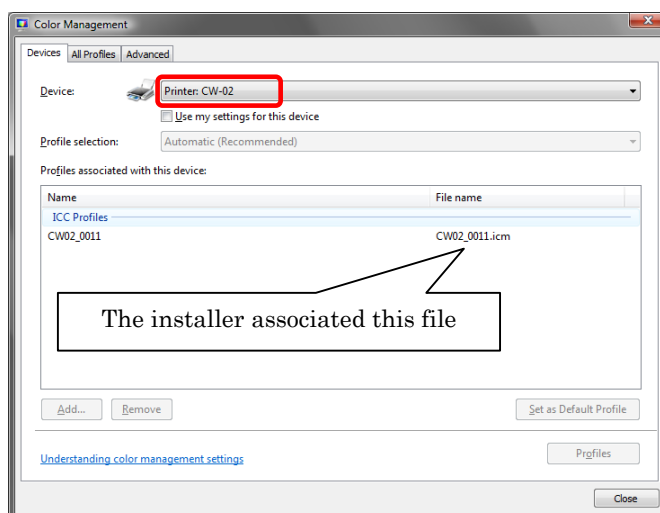 Color Management
Devices All Profiles Advanced
Device: Printer: CW-02
Use my settings for this device
Profile selection: Automatic (Recommended)
Profiles associated with this device:
Name File name
ICC Profiles
CW02_0011 CW02_0011.icm
The installer associated this file
Add... Remove Set as Default Profile
Understanding color management settings Profiles
Close